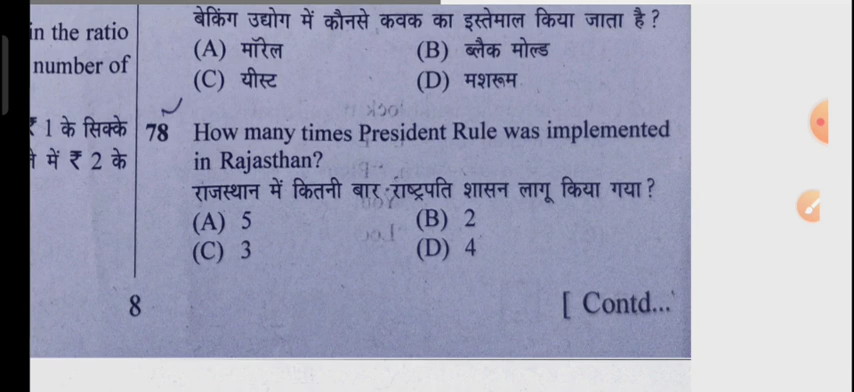 in the ratio
number of
₹ 1 के सिक्के
में ₹ 2 के
बेकिंग उद्योग में कौनसे कवक का इस्तेमाल किया जाता है ?
(A) मॉरेल (B) ब्लैक मोल्ड
(C) यीस्ट (D) मशरूम
78 How many times President Rule was implemented
in Rajasthan?
राजस्थान में कितनी बार राष्ट्रपति शासन लागू किया गया ?
(A) 5 (B) 2
(C) 3 (D) 4
8 [ Contd...